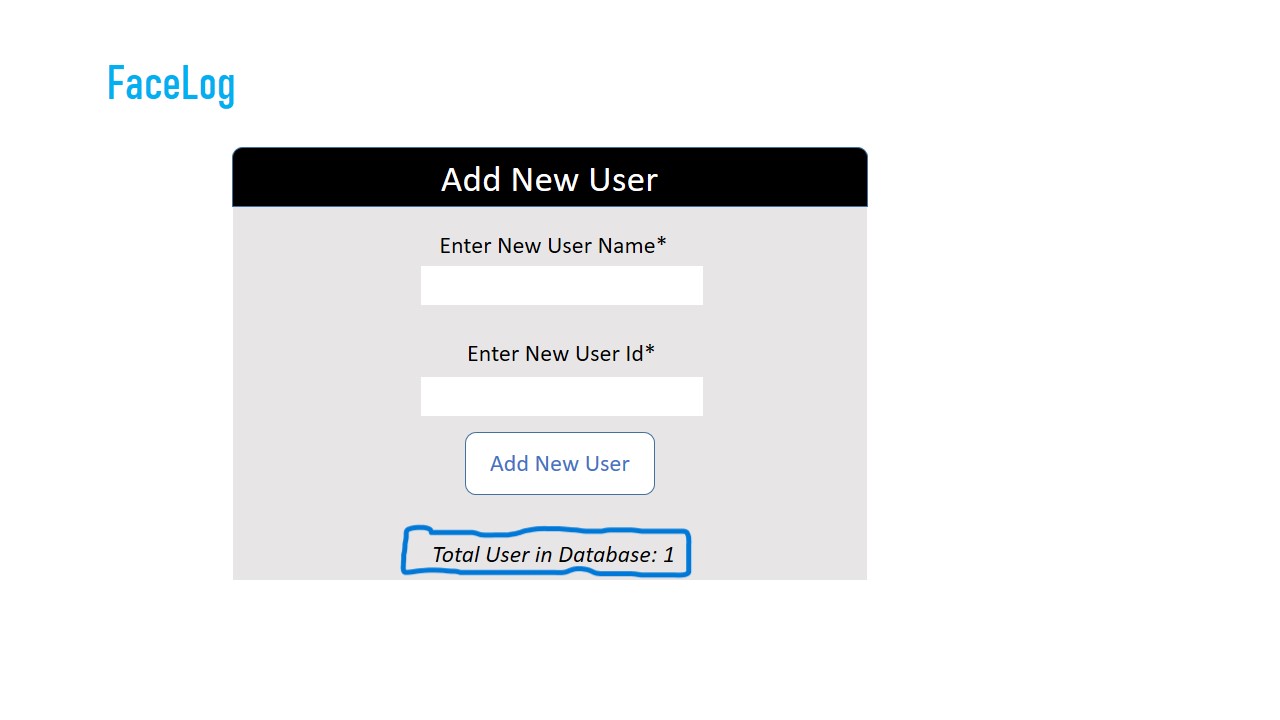 FaceLog
Add New User
Enter New User Name*
Enter New User Id*
Add New User
Total User in Database: 1